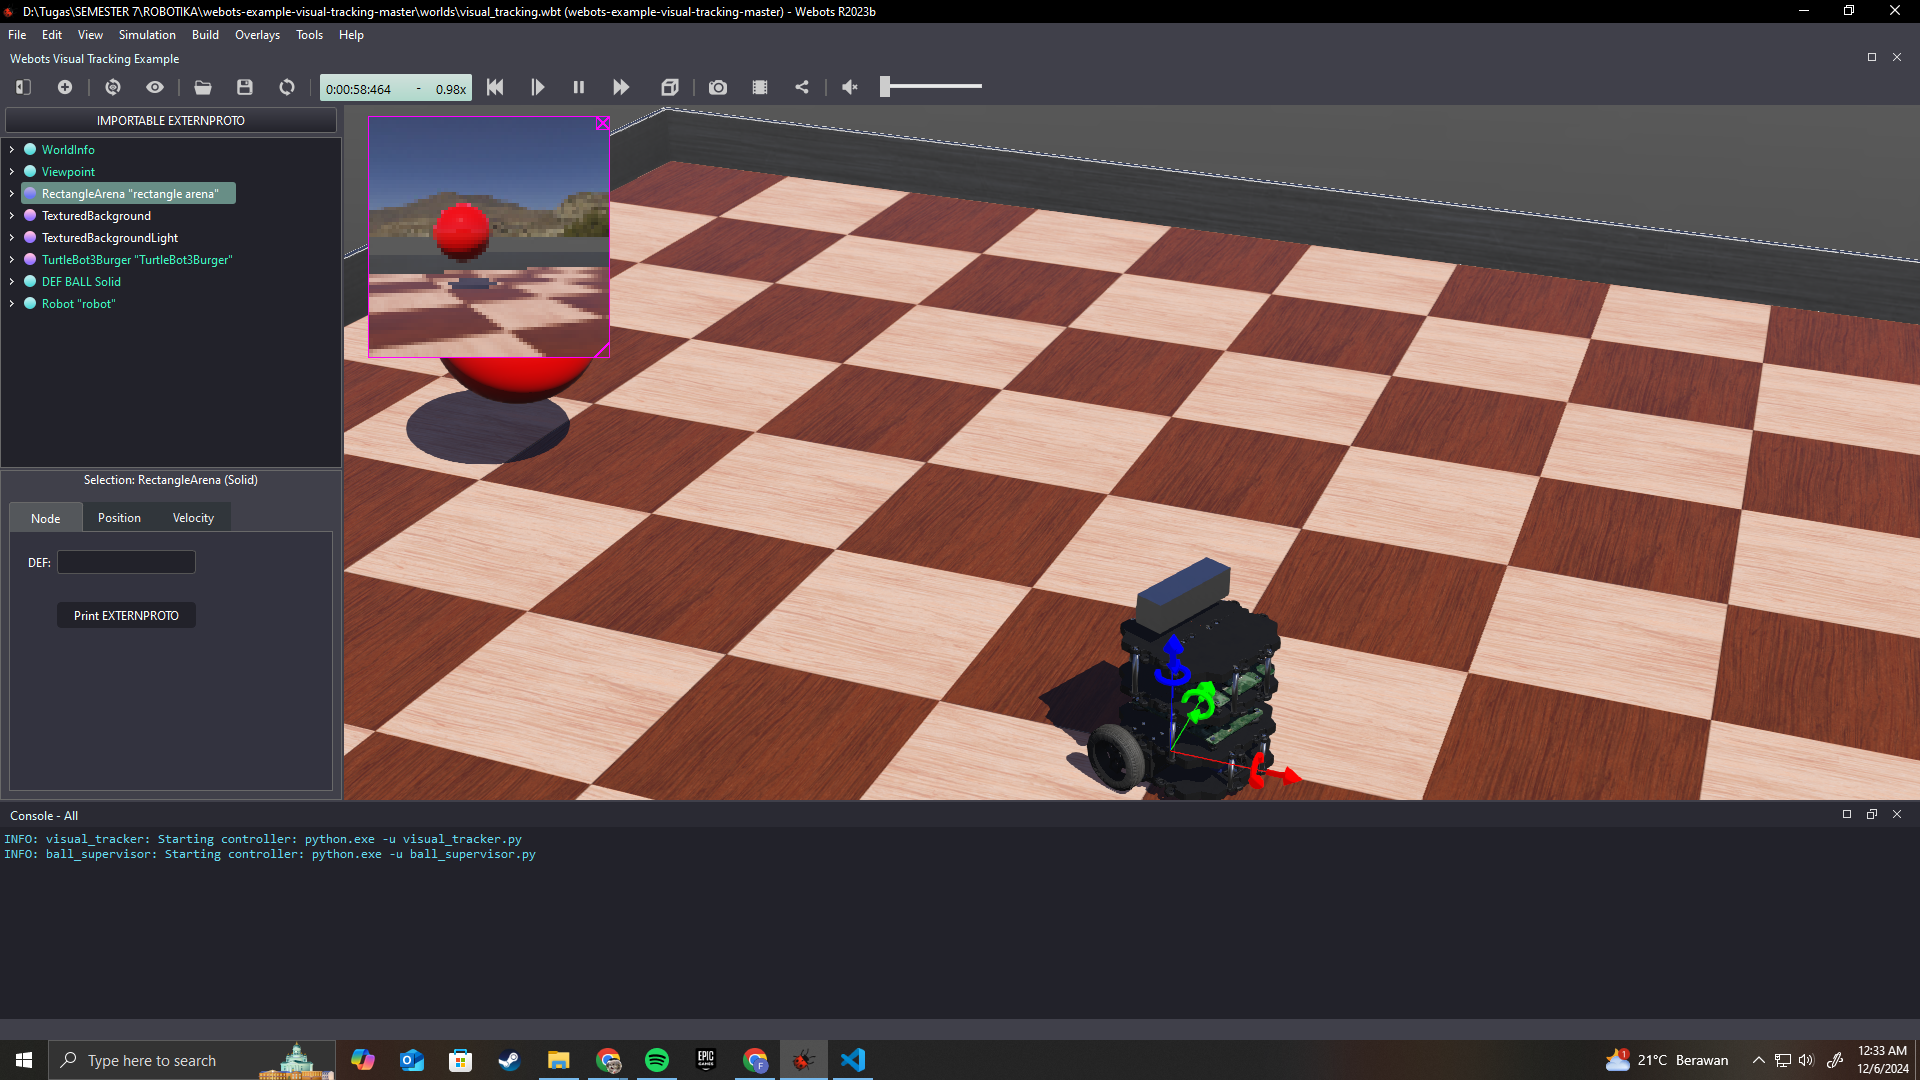 D:\Tugas\SEMESTER 7\ROBOTIKA\webots-example-visual-tracking-master\worlds\visual_tracking.wbt (webots-example-visual-tracking-master) - Webots R2023b
File Edit View Simulation Build Overlays Tools Help
Webots Visual Tracking Example
0:00:58:464 - 0.98x
IMPORTABLE EXTERNPROTO
WorldInfo
Viewpoint
RectangleArena "rectangle arena"
TexturedBackground
TexturedBackgroundLight
TurtleBot3Burger "TurtleBot3Burger"
DEF BALL Solid
Robot "robot"
Selection: RectangleArena (Solid)
Node Position Velocity
DEF:
Print EXTERNPROTO
Console - All
INFO: visual_tracker: Starting controller: python.exe -u visual_tracker.py
INFO: ball_supervisor: Starting controller: python.exe -u ball_supervisor.py
Type here to search
EPIC GAMES
F
1
21°C Berawan
12:33 AM
12/6/2024